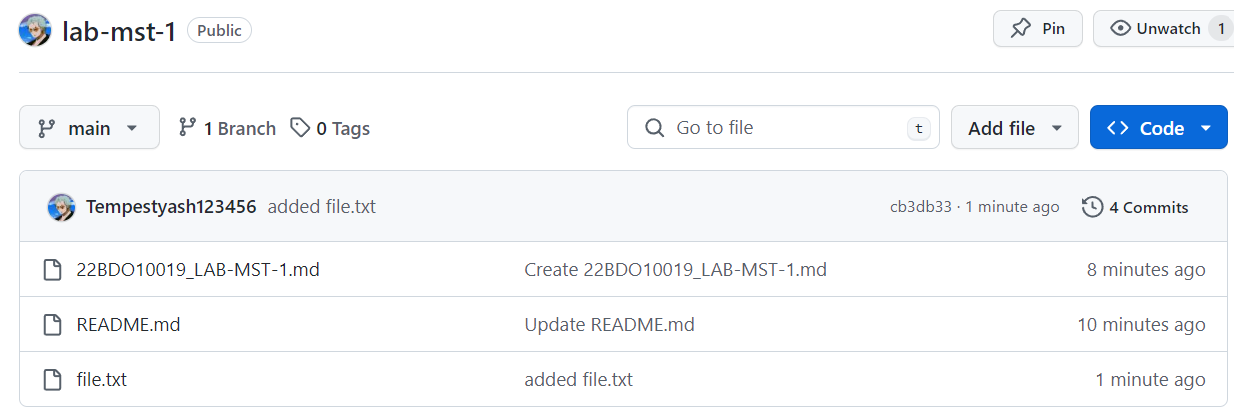 lab-mst-1 Public Pin Unwatch 1
main 1 Branch 0 Tags Go to file t Add file Code
Tempestyash123456 added file.txt cb3db33 · 1 minute ago 4 Commits
22BDO10019_LAB-MST-1.md Create 22BDO10019_LAB-MST-1.md 8 minutes ago
README.md Update README.md 10 minutes ago
file.txt added file.txt 1 minute ago